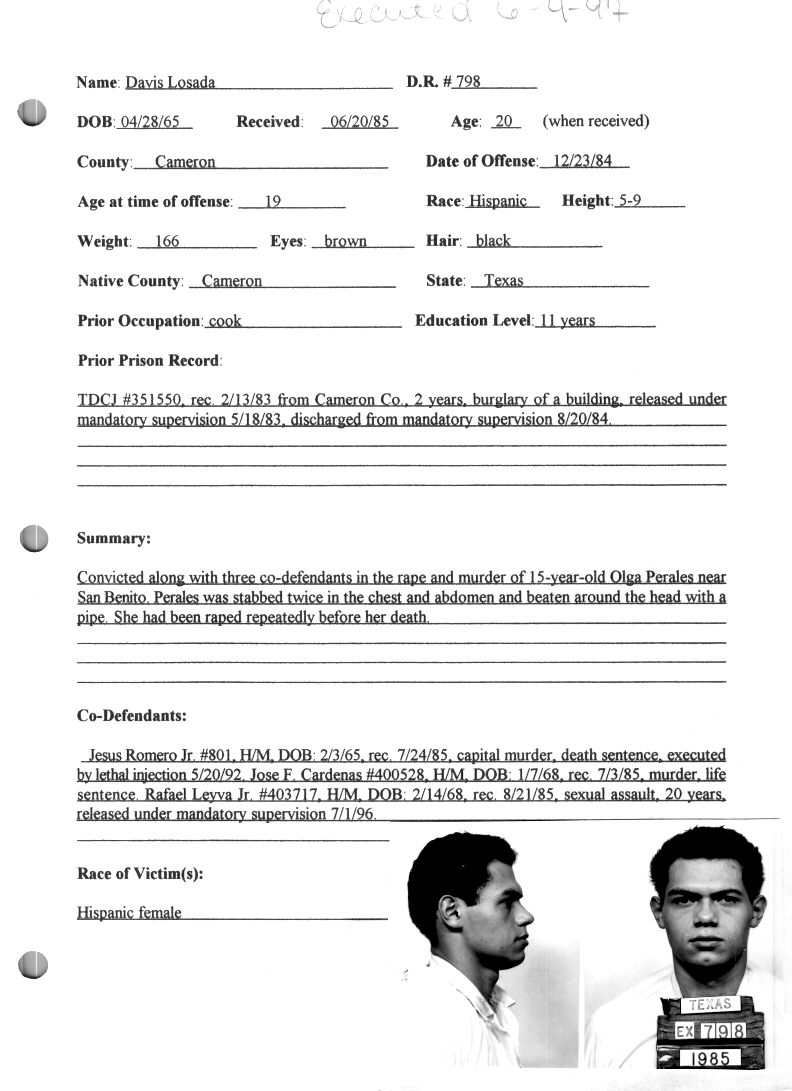 Executed 6-4-97
Name: Davis Losada D.R. # 798
DOB: 04/28/65 Received: 06/20/85 Age: 20 (when received)
County: Cameron Date of Offense: 12/23/84
Age at time of offense: 19 Race: Hispanic Height: 5-9
Weight: 166 Eyes: brown Hair: black
Native County: Cameron State: Texas
Prior Occupation: cook Education Level: 11 years
Prior Prison Record:
TDCJ #351550, rec. 2/13/83 from Cameron Co., 2 years, burglary of a building, released under
mandatory supervision 5/18/83, discharged from mandatory supervision 8/20/84.
Summary:
Convicted along with three co-defendants in the rape and murder of 15-year-old Olga Perales near
San Benito. Perales was stabbed twice in the chest and abdomen and beaten around the head with a
pipe. She had been raped repeatedly before her death.
Co-Defendants:
Jesus Romero Jr. #801, H/M, DOB: 2/3/65, rec. 7/24/85, capital murder, death sentence, executed
by lethal injection 5/20/92. Jose F. Cardenas #400528, H/M, DOB: 1/7/68, rec. 7/3/85, murder, life
sentence. Rafael Leyva Jr. #403717, H/M, DOB: 2/14/68, rec. 8/21/85, sexual assault, 20 years,
released under mandatory supervision 7/1/96.
Race of Victim(s):
Hispanic female
TEXAS
EX 798
1985